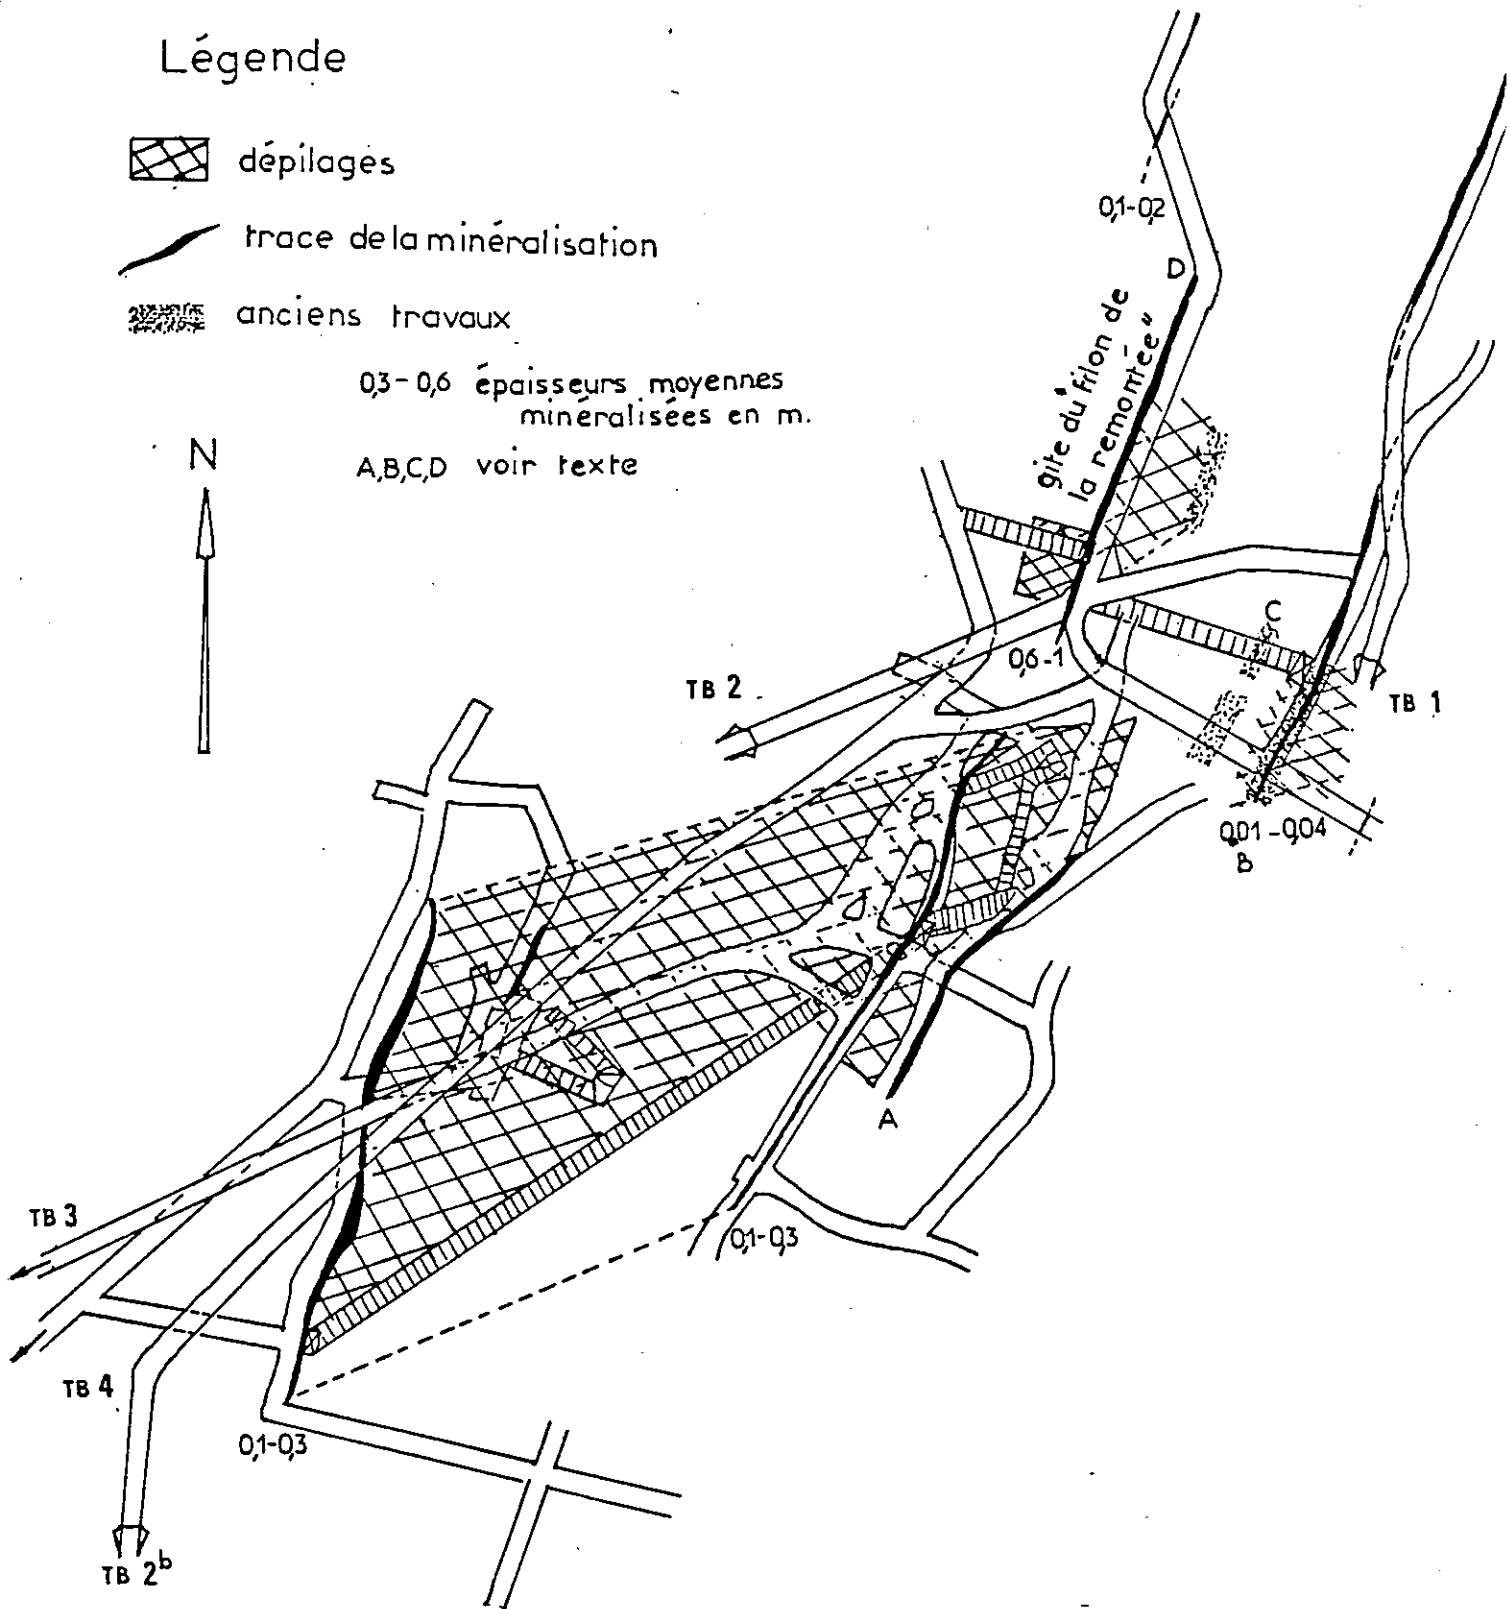 Légende
dépilages
trace de la minéralisation
anciens travaux
0,3-0,6 épaisseurs moyennes
minéralisées en m.
A,B,C,D voir texte
N
0,1-0,2
D
gite du filon de
la remontée"
C
0,6-1
TB 2
TB 1
0,01-0,04
B
A
TB 3
0,1-0,3
TB 4
0,1-0,3
TB 2b